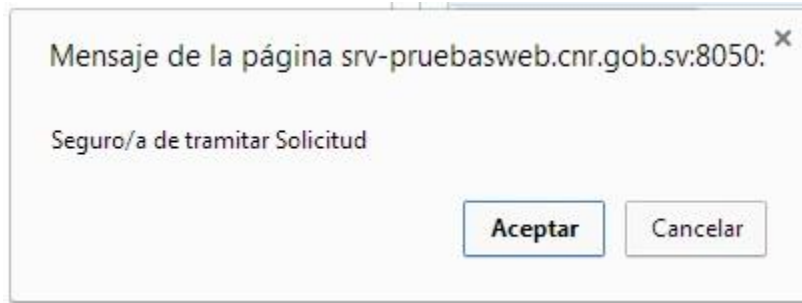 Mensaje de la página srv-pruebasweb.cnr.gob.sv:8050:
Seguro/a de tramitar Solicitud
Aceptar
Cancelar